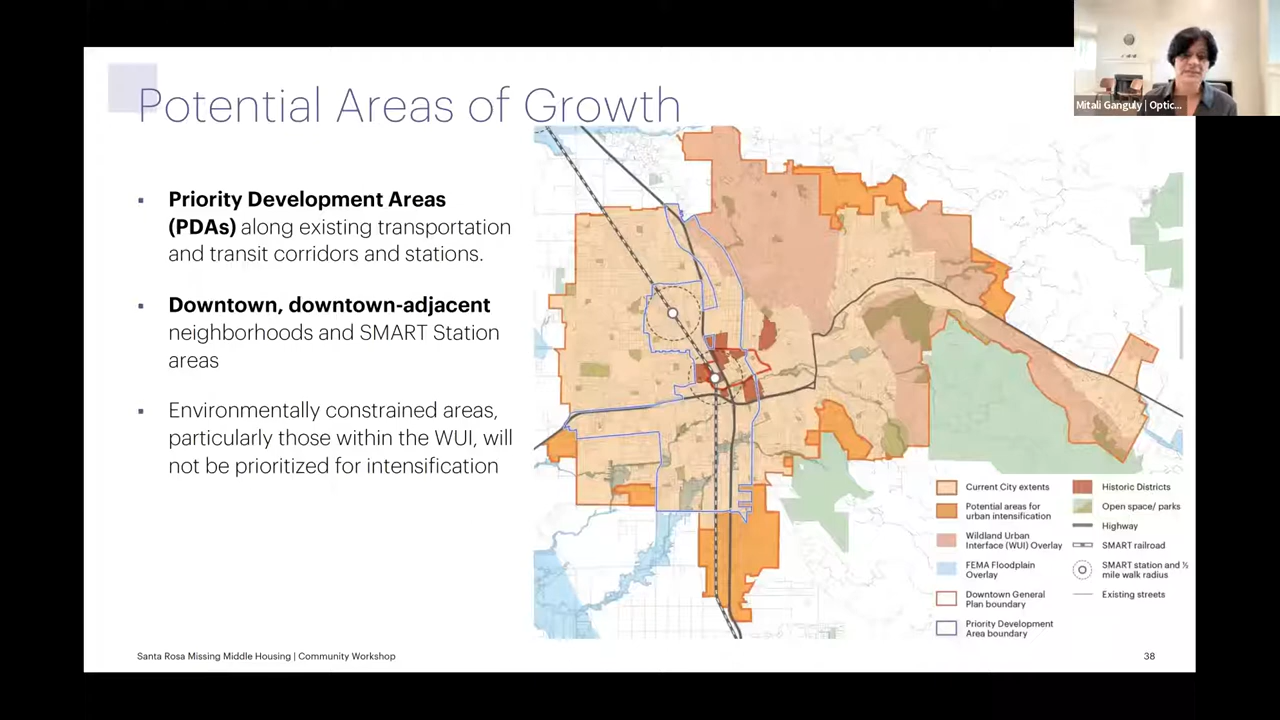 Potential Areas of Growth
Mitali Ganguly | Optic...
▪ Priority Development Areas
(PDAs) along existing transportation
and transit corridors and stations.
▪ Downtown, downtown-adjacent
neighborhoods and SMART Station
areas
▪ Environmentally constrained areas,
particularly those within the WUI, will
not be prioritized for intensification
Current City extents
Potential areas for
urban intensification
Wildland Urban
Interface (WUI) Overlay
FEMA Floodplain
Overlay
Downtown General
Plan boundary
Priority Development
Area boundary
Historic Districts
Open space/ parks
Highway
SMART railroad
SMART station and ½
mile walk radius
Existing streets
Santa Rosa Missing Middle Housing | Community Workshop
38